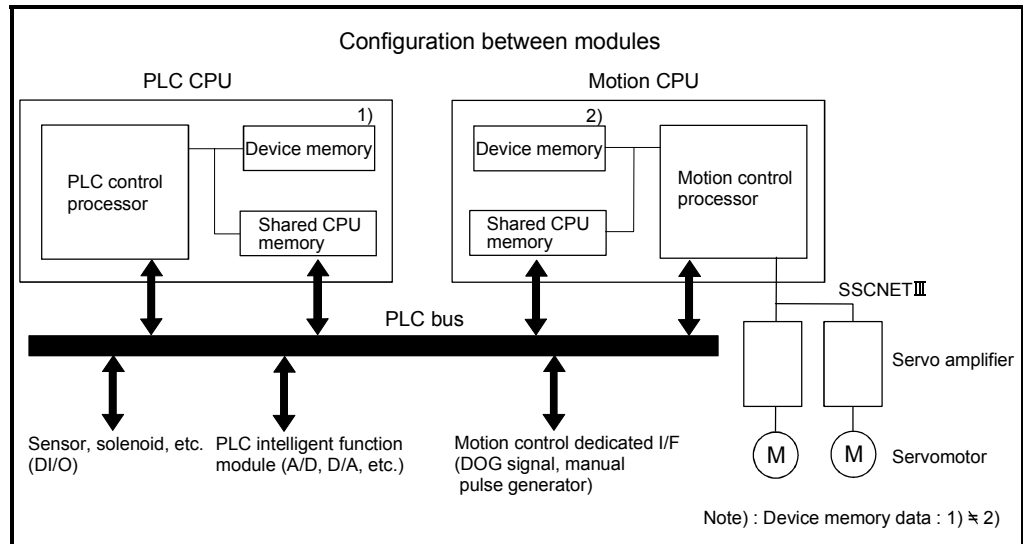 Configuration between modules
PLC CPU
Motion CPU
1)
Device memory
PLC control
processor
Shared CPU
memory
2)
Device memory
Shared CPU
memory
Motion control
processor
SSCNETⅢ
PLC bus
Servo amplifier
Sensor, solenoid, etc.
(DI/O)
PLC intelligent function
module (A/D, D/A, etc.)
Motion control dedicated I/F
(DOG signal, manual
pulse generator)
M
M
Servomotor
Note) : Device memory data : 1) ≒ 2)